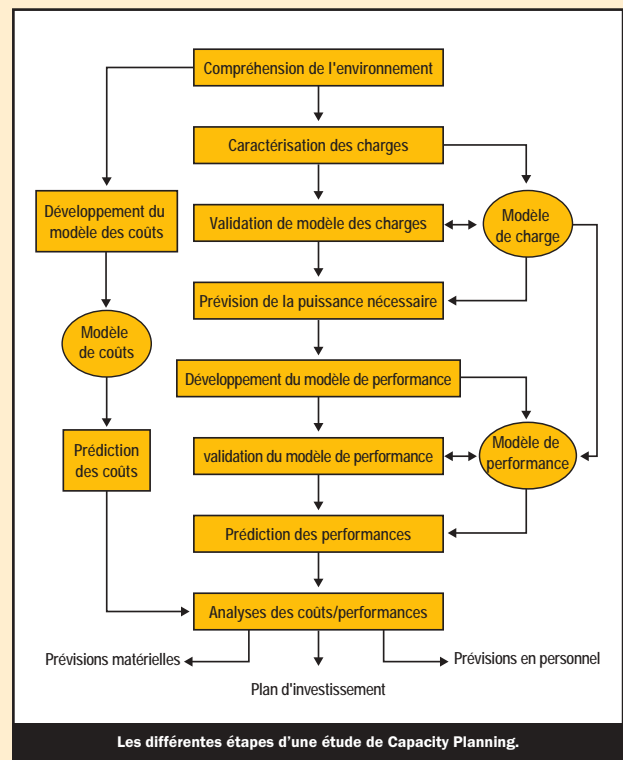 Compréhension de l'environnement
Caractérisation des charges
Développement du
modèle des coûts
Validation de modèle des charges
Modèle
de charge
Prévision de la puissance nécessaire
Modèle
de coûts
Développement du modèle de performance
Prédiction
des coûts
validation du modèle de performance
Modèle de
performance
Prédiction des performances
Analyses des coûts/performances
Prévisions matérielles
Prévisions en personnel
Plan d'investissement
Les différentes étapes d’une étude de Capacity Planning.